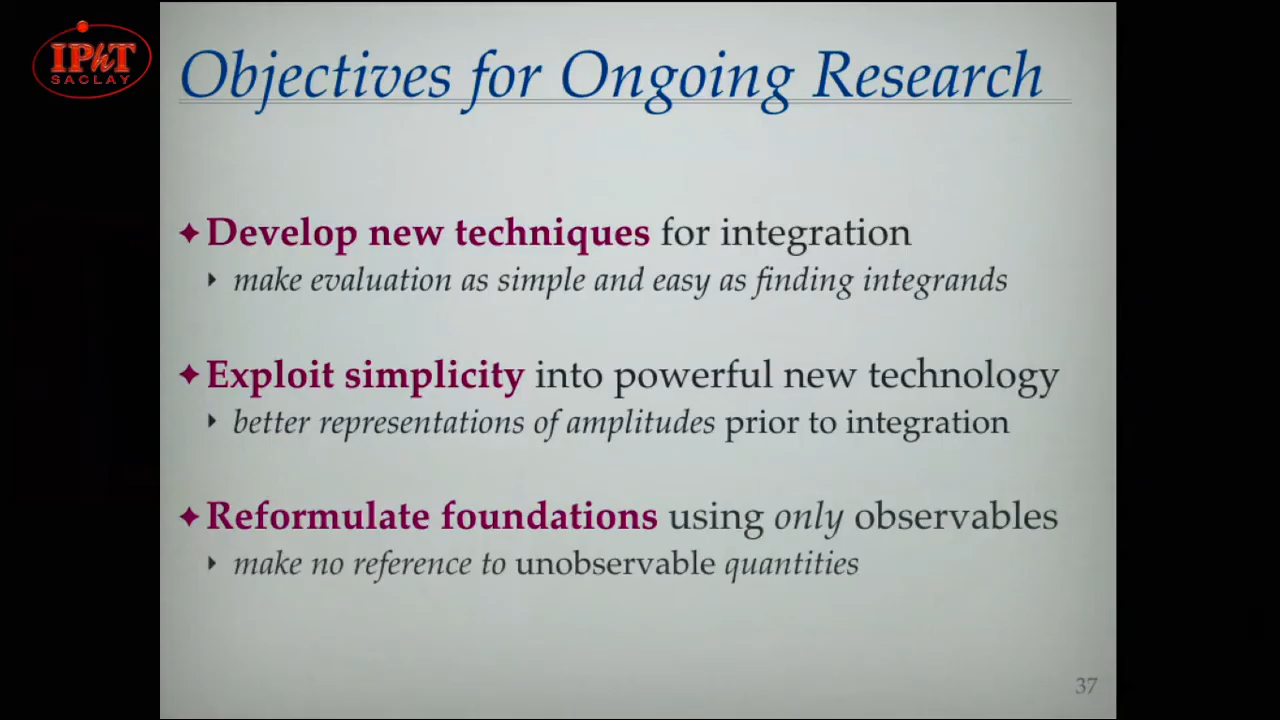 IPhT
SACLAY
Objectives for Ongoing Research
✦ Develop new techniques for integration
‣ make evaluation as simple and easy as finding integrands
✦ Exploit simplicity into powerful new technology
‣ better representations of amplitudes prior to integration
✦ Reformulate foundations using only observables
‣ make no reference to unobservable quantities
37